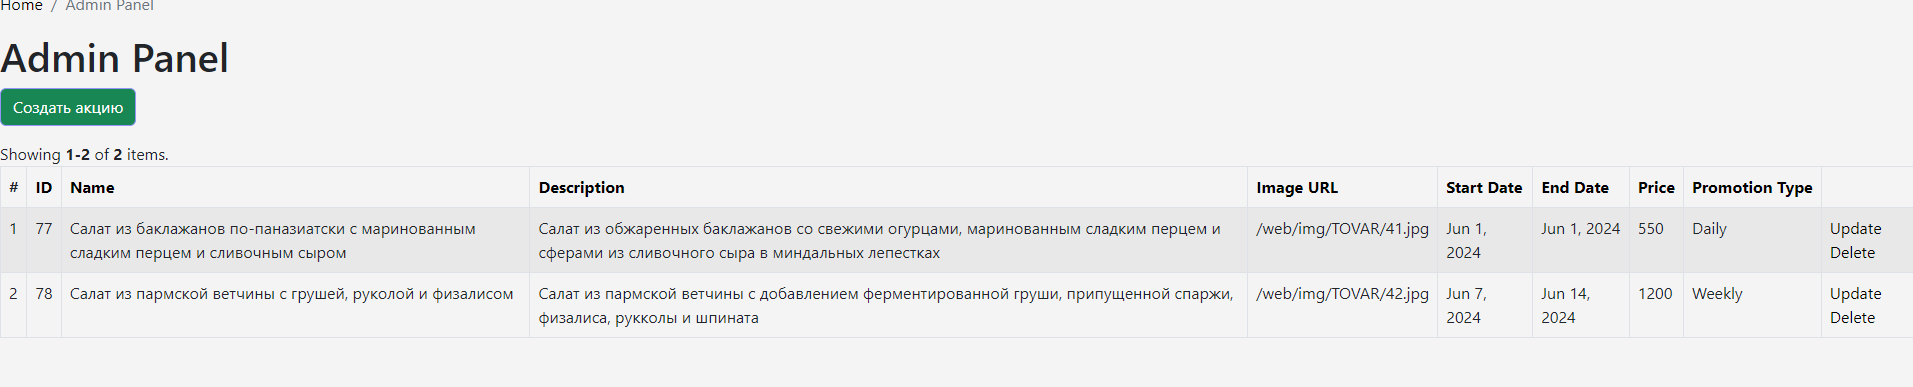 Home / Admin Panel
Admin Panel
Создать акцию
Showing 1-2 of 2 items.
# ID Name Description Image URL Start Date End Date Price Promotion Type
1 77 Салат из баклажанов по-паназиатски с маринованным Салат из обжаренных баклажанов со свежими огурцами, маринованным сладким перцем и /web/img/TOVAR/41.jpg Jun 1, Jun 1, 2024 550 Daily Update
сладким перцем и сливочным сыром сферами из сливочного сыра в миндальных лепестках 2024 Delete
2 78 Салат из пармской ветчины с грушей, руколой и физалисом Салат из пармской ветчины с добавлением ферментированной груши, припущенной спаржи, /web/img/TOVAR/42.jpg Jun 7, Jun 14, 1200 Weekly Update
физалиса, рукколы и шпината 2024 2024 Delete